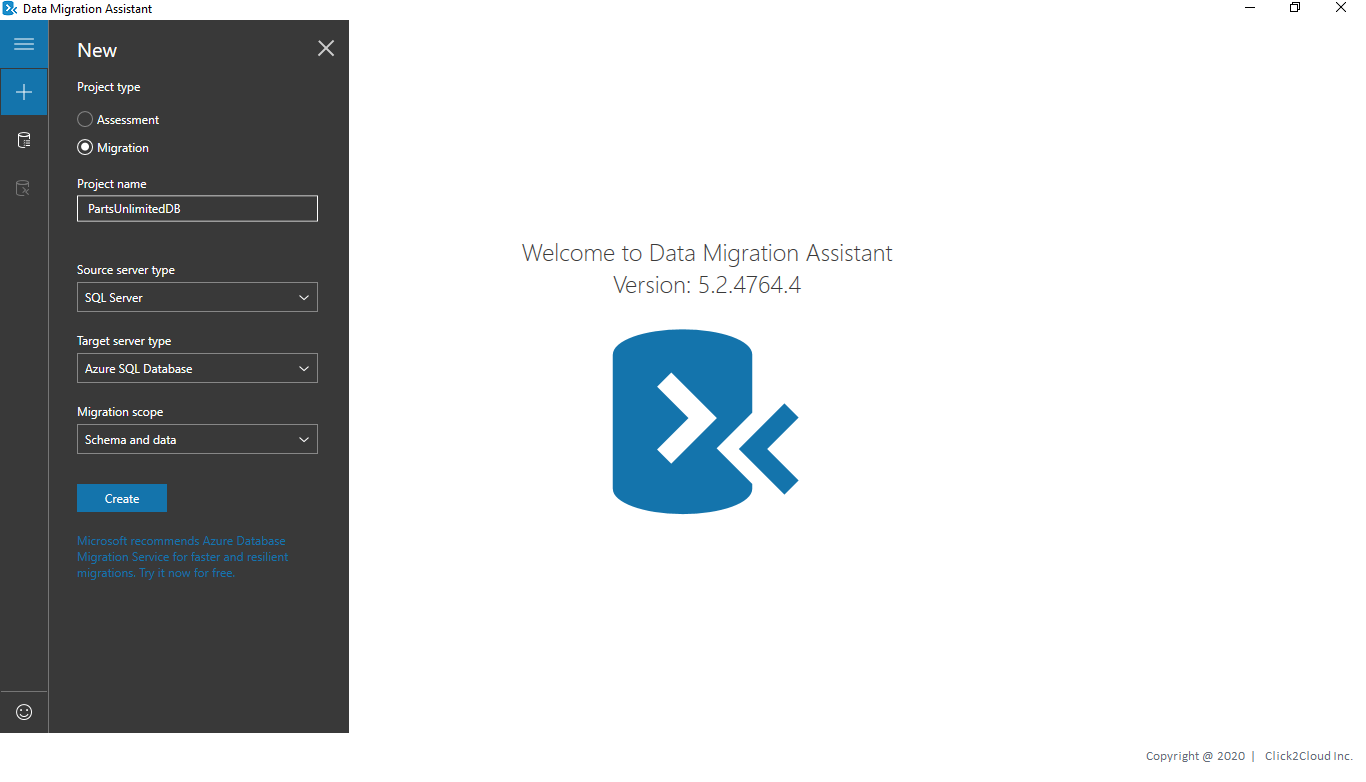 Data Migration Assistant
New
Project type
Assessment
Migration
Project name
PartsUnlimitedDB
Source server type
SQL Server
Target server type
Azure SQL Database
Migration scope
Schema and data
Create
Microsoft recommends Azure Database
Migration Service for faster and resilient
migrations. Try it now for free.
Welcome to Data Migration Assistant
Version: 5.2.4764.4
Copyright @ 2020 | Click2Cloud Inc.